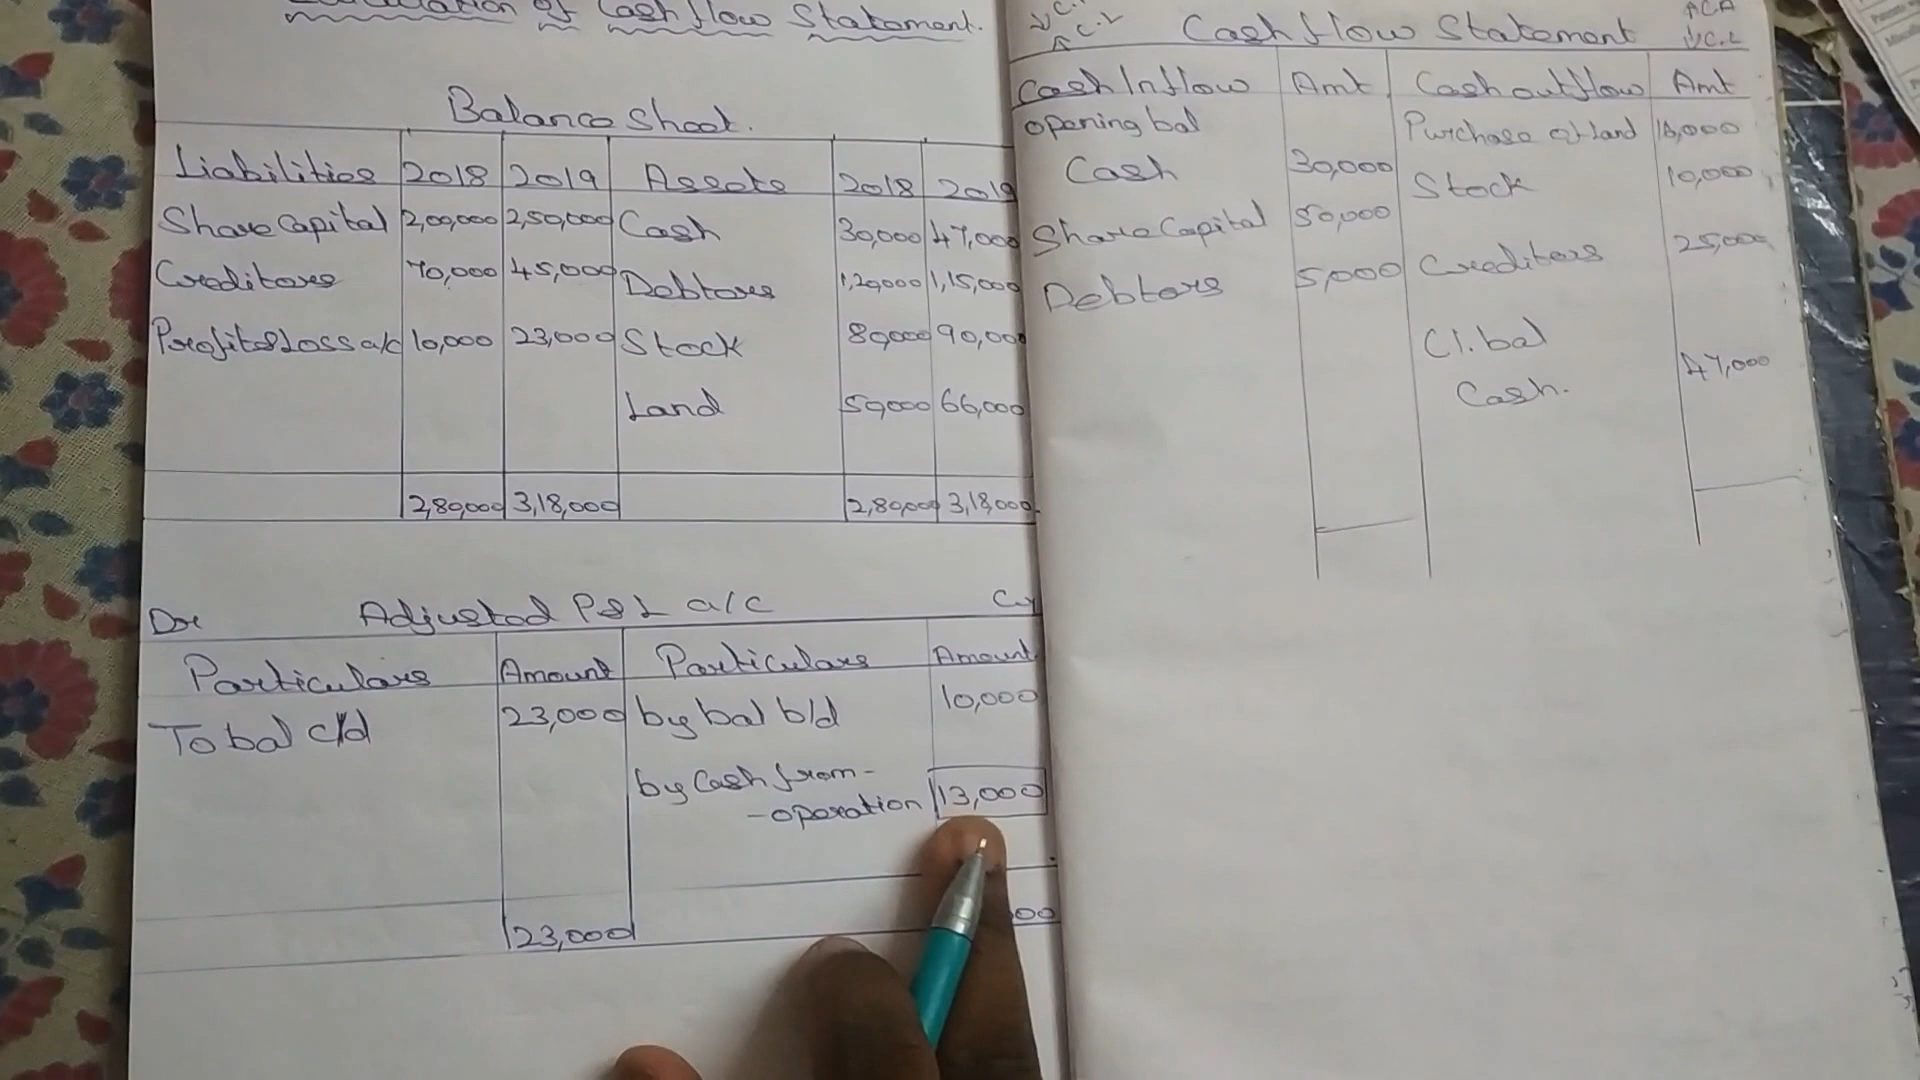 of Cash flow Statement.
Balance Sheet.
Liabilities 2018 2019 Assets 2018 2019
Share Capital 2,00,000 2,50,000 Cash 30,000 47,000
Creditors 70,000 45,000 Debtors 1,20,000 1,15,000
Profit & Loss a/c 10,000 23,000 Stock 80,000 90,000
Land 50,000 66,000
2,80,000 3,18,000 2,80,000 3,18,000
Dr Adjusted P & L a/c Cr
Particulars Amount Particulars Amount
To bal c/d 23,000 by bal b/d 10,000
by Cash from-
-operation 13,000
23,000
↓ C.
↑ C.L
Cash flow Statement
↑CA
↓C.L
Cash Inflow Amt Cash outflow Amt
Opening bal Purchase of land
Cash 30,000 Stock 10,000
Share Capital 50,000
Debtors 5,000 Creditors 25,000
Cl. bal
Cash. 47,000